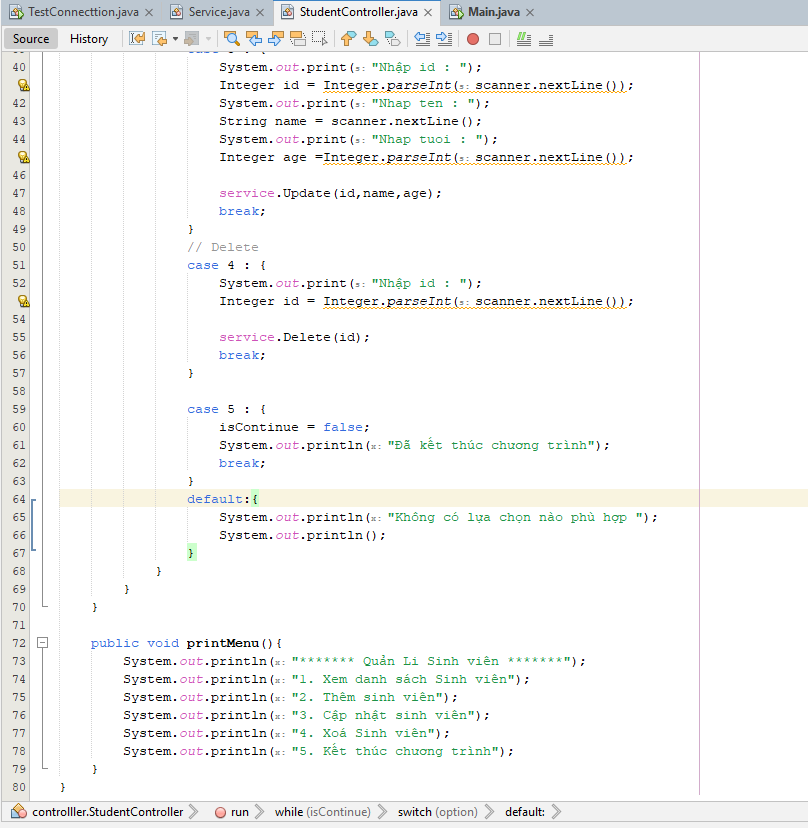 TestConnecttion.java × Service.java × StudentController.java × Main.java ×
Source History
40 System.out.print(s: "Nhập id : ");
Integer id = Integer.parseInt(s: scanner.nextLine());
42 System.out.print(s: "Nhap ten : ");
43 String name = scanner.nextLine();
44 System.out.print(s: "Nhap tuoi : ");
Integer age =Integer.parseInt(s: scanner.nextLine());
46
47 service.Update(id,name,age);
48 break;
49 }
50 // Delete
51 case 4 : {
52 System.out.print(s: "Nhập id : ");
Integer id = Integer.parseInt(s: scanner.nextLine());
54
55 service.Delete(id);
56 break;
57 }
58
59 case 5 : {
60 isContinue = false;
61 System.out.println(x: "Đã kết thúc chương trình");
62 break;
63 }
64 default:{
65 System.out.println(x: "Không có lựa chọn nào phù hợp ");
66 System.out.println();
67 }
68 }
69 }
70 }
71
72 public void printMenu(){
73 System.out.println(x: "******* Quản Li Sinh viên *******");
74 System.out.println(x: "1. Xem danh sách Sinh viên");
75 System.out.println(x: "2. Thêm sinh viên");
76 System.out.println(x: "3. Cập nhật sinh viên");
77 System.out.println(x: "4. Xoá Sinh viên");
78 System.out.println(x: "5. Kết thúc chương trình");
79 }
80 }
controlller.StudentController run while (isContinue) switch (option) default: